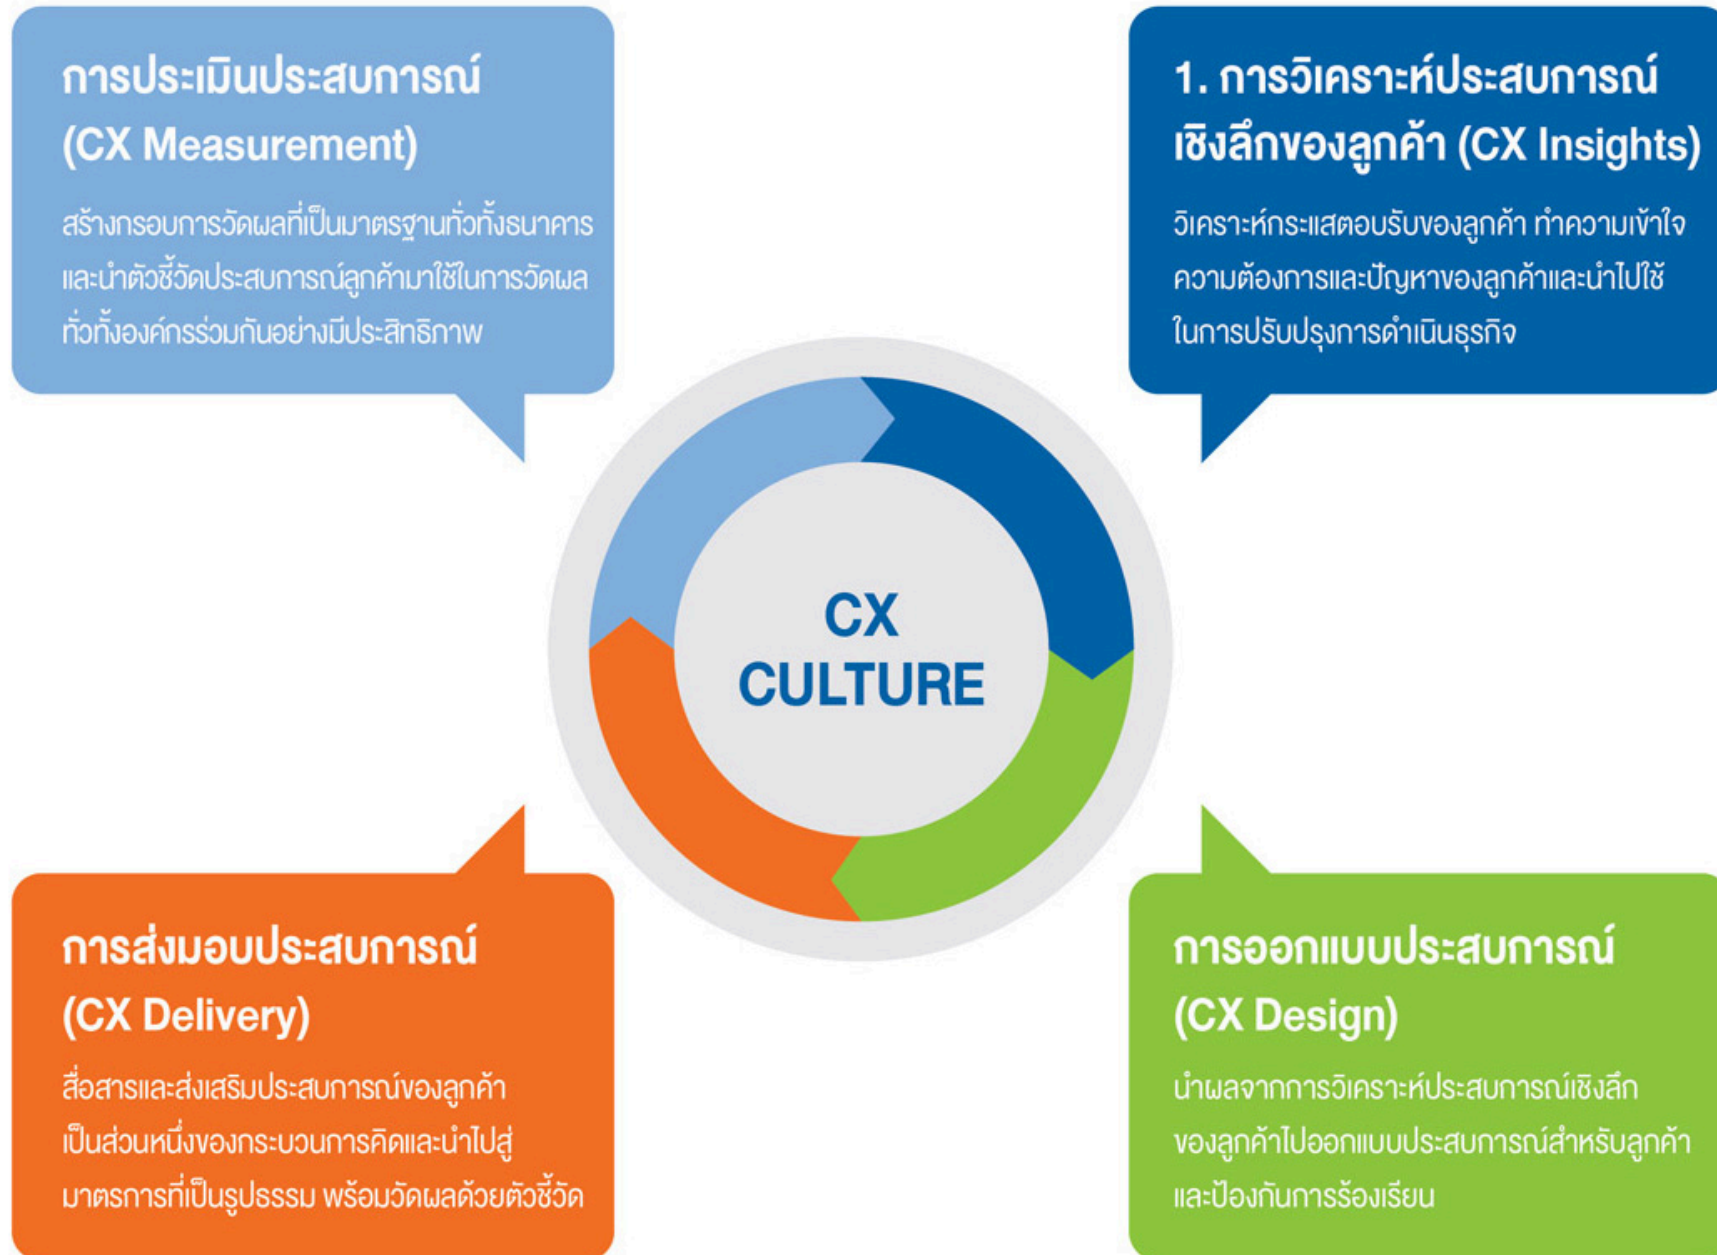 การประเมินประสบการณ์
(CX Measurement)
สร้างกรอบการวัดผลที่เป็นมาตรฐานทั่วทั้งธนาคาร
และนำตัวชี้วัดประสบการณ์ลูกค้ามาใช้ในการวัดผล
ทั่วทั้งองค์กรร่วมกันอย่างมีประสิทธิภาพ
1. การวิเคราะห์ประสบการณ์
เชิงลึกของลูกค้า (CX Insights)
วิเคราะห์กระแสตอบรับของลูกค้า ทำความเข้าใจ
ความต้องการและปัญหาของลูกค้าและนำไปใช้
ในการปรับปรุงการดำเนินธุรกิจ
CX
CULTURE
การส่งมอบประสบการณ์
(CX Delivery)
สื่อสารและส่งเสริมประสบการณ์ของลูกค้า
เป็นส่วนหนึ่งของกระบวนการคิดและนำไปสู่
มาตรการที่เป็นรูปธรรม พร้อมวัดผลด้วยตัวชี้วัด
การออกแบบประสบการณ์
(CX Design)
นำผลจากการวิเคราะห์ประสบการณ์เชิงลึก
ของลูกค้าไปออกแบบประสบการณ์สำหรับลูกค้า
และป้องกันการร้องเรียน